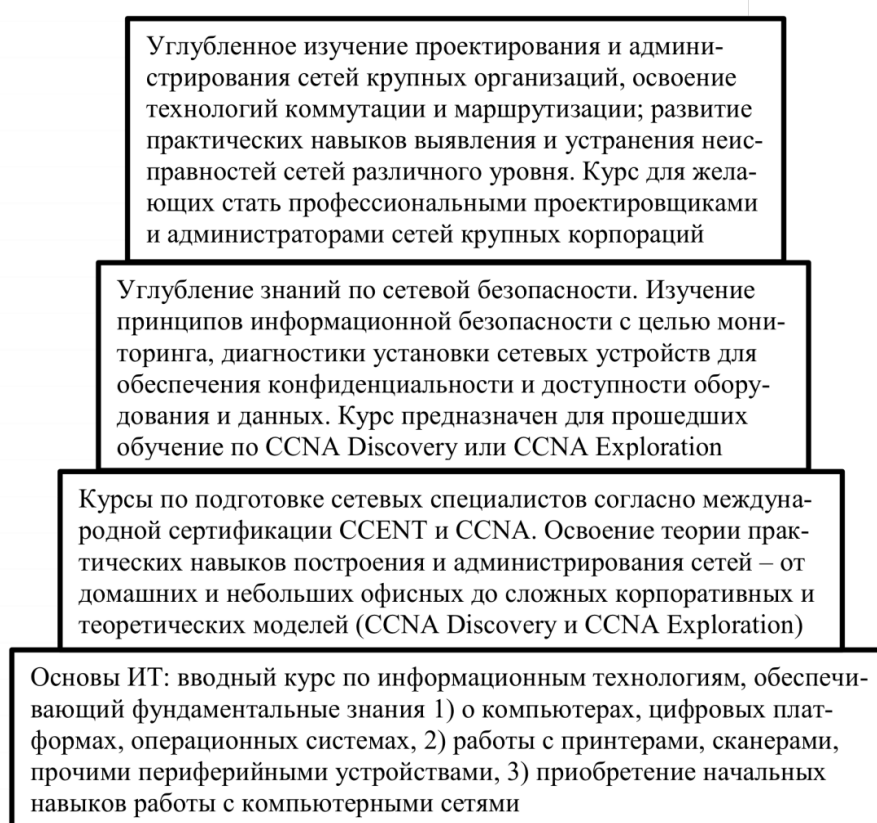 Углубленное изучение проектирования и админи-
стрирования сетей крупных организаций, освоение
технологий коммутации и маршрутизации; развитие
практических навыков выявления и устранения неис-
правностей сетей различного уровня. Курс для жела-
ющих стать профессиональными проектировщиками
и администраторами сетей крупных корпораций
Углубление знаний по сетевой безопасности. Изучение
принципов информационной безопасности с целью мони-
торинга, диагностики установки сетевых устройств для
обеспечения конфиденциальности и доступности обору-
дования и данных. Курс предназначен для прошедших
обучение по CCNA Discovery или CCNA Exploration
Курсы по подготовке сетевых специалистов согласно междуна-
родной сертификации CCENT и CCNA. Освоение теории прак-
тических навыков построения и администрирования сетей – от
домашних и небольших офисных до сложных корпоративных и
теоретических моделей (CCNA Discovery и CCNA Exploration)
Основы ИТ: вводный курс по информационным технологиям, обеспечи-
вающий фундаментальные знания 1) о компьютерах, цифровых плат-
формах, операционных системах, 2) работы с принтерами, сканерами,
прочими периферийными устройствами, 3) приобретение начальных
навыков работы с компьютерными сетями